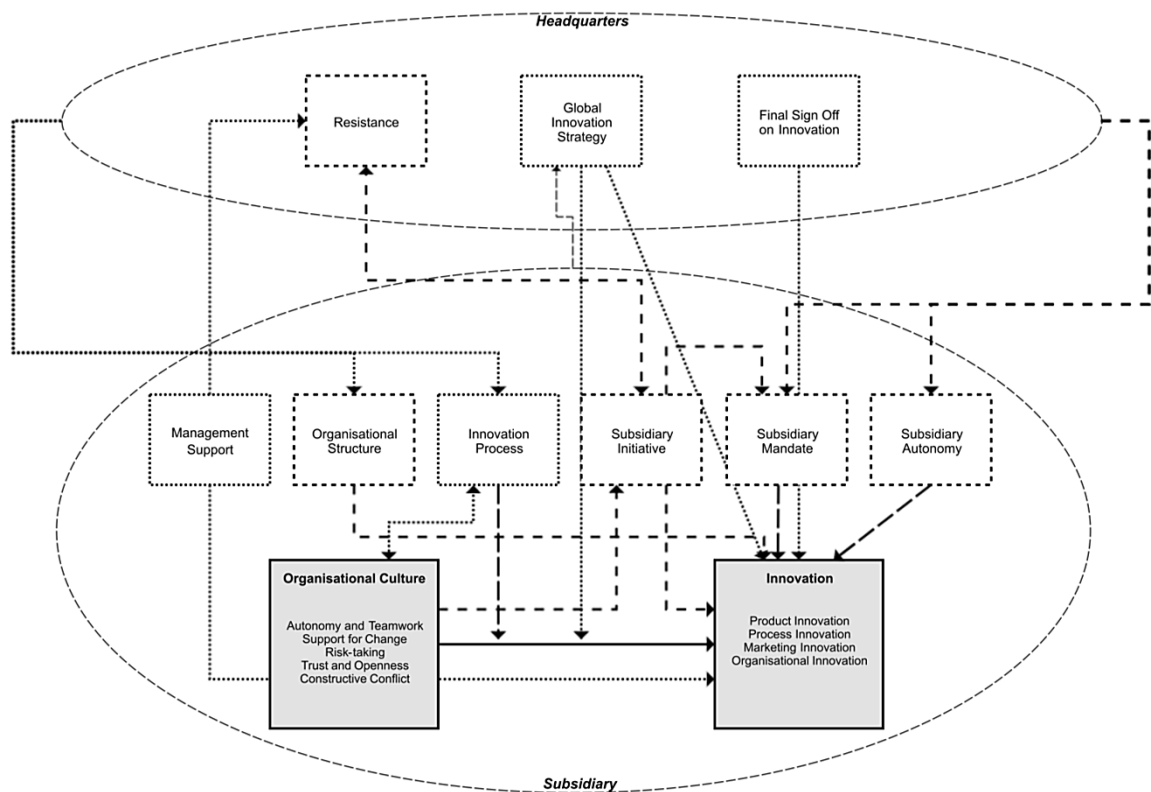 Headquarters
Resistance
Global
Innovation
Strategy
Final Sign Off
on Innovation
Management
Support
Organisational
Structure
Innovation
Process
Subsidiary
Initiative
Subsidiary
Mandate
Subsidiary
Autonomy
Organisational Culture
Autonomy and Teamwork
Support for Change
Risk-taking
Trust and Openness
Constructive Conflict
Innovation
Product Innovation
Process Innovation
Marketing Innovation
Organisational Innovation
Subsidiary